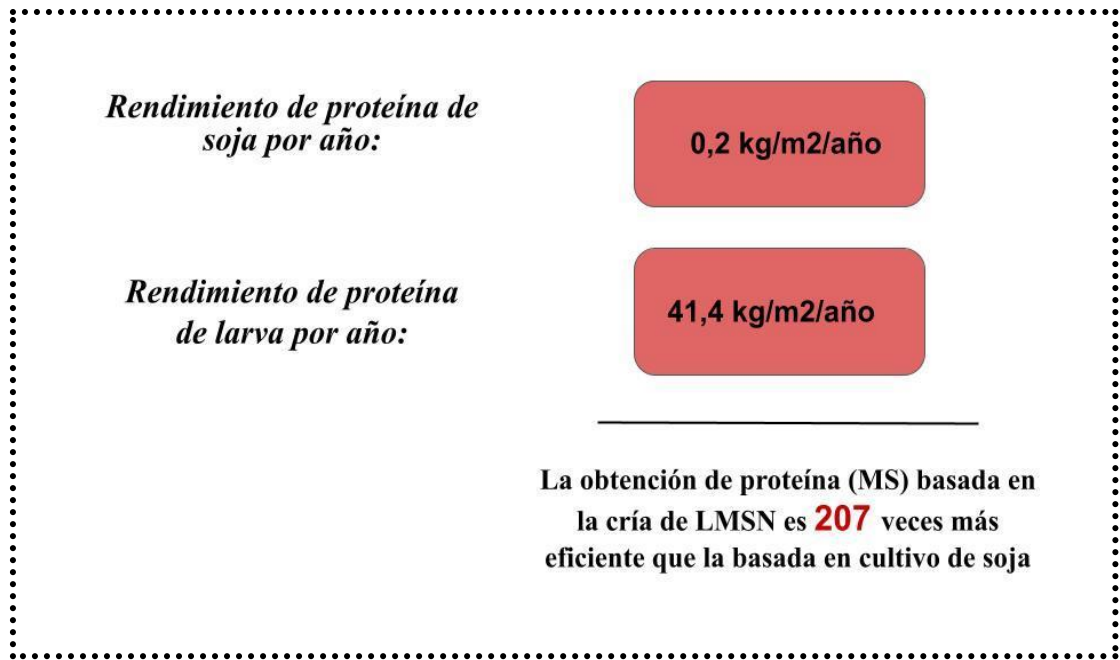 Rendimiento de proteína de
soja por año:
0,2 kg/m2/año
Rendimiento de proteína
de larva por año:
41,4 kg/m2/año
La obtención de proteína (MS) basada en
la cría de LMSN es 207 veces más
eficiente que la basada en cultivo de soja